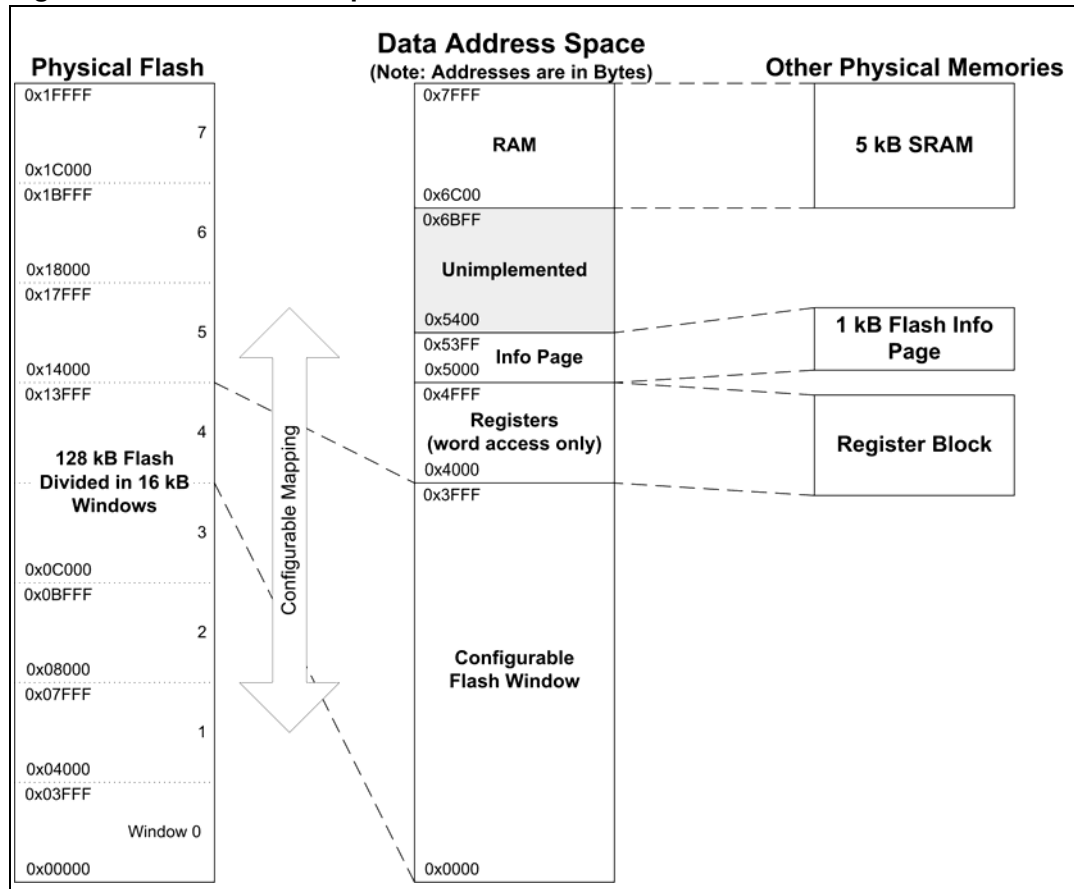 Physical Flash
0x1FFFF
7
0x1C000
0x1BFFF
6
0x18000
0x17FFF
5
0x14000
0x13FFF
4
128 kB Flash
Divided in 16 kB
Windows
3
0x0C000
0x0BFFF
2
0x08000
0x07FFF
1
0x04000
0x03FFF
Window 0
0x00000
Configurable Mapping
Data Address Space
(Note: Addresses are in Bytes)
0x7FFF
RAM
0x6C00
0x6BFF
Unimplemented
0x5400
0x53FF
Info Page
0x5000
0x4FFF
Registers
(word access only)
0x4000
0x3FFF
Configurable
Flash Window
0x0000
Other Physical Memories
5 kB SRAM
1 kB Flash Info
Page
Register Block